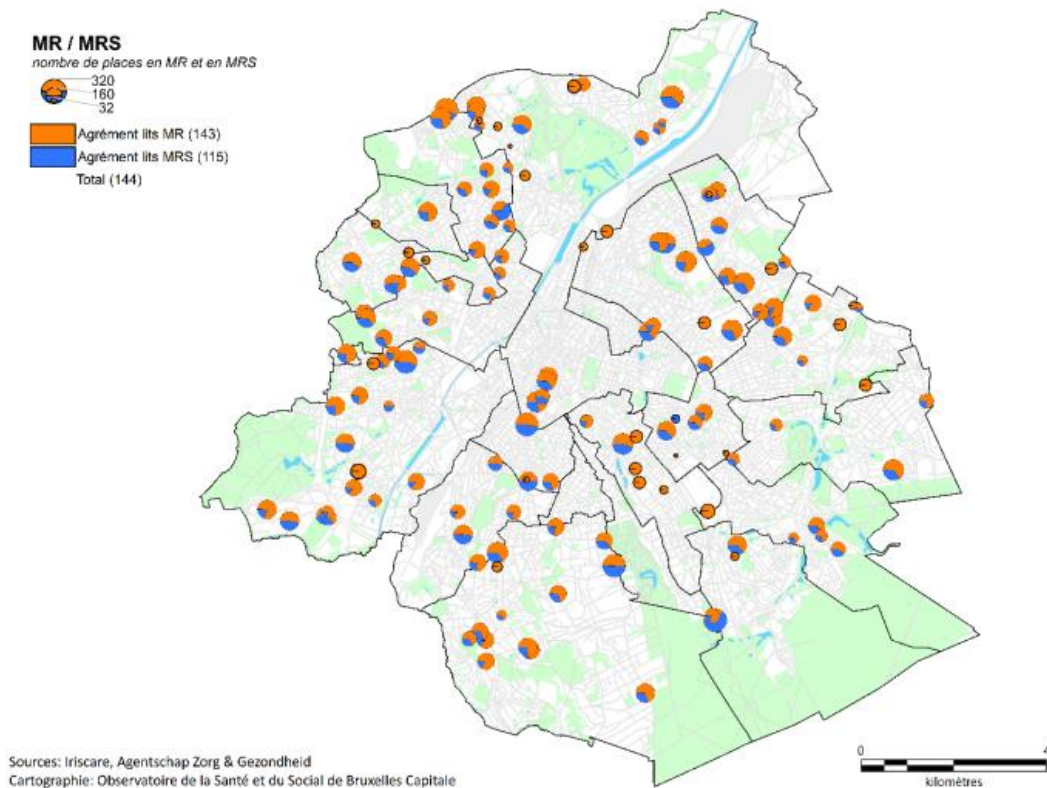 MR / MRS
nombre de places en MR et en MRS
320
160
32
Agrément lits MR (143)
Agrément lits MRS (115)
Total (144)
Sources: Iriscare, Agentschap Zorg & Gezondheid
Cartographie: Observatoire de la Santé et du Social de Bruxelles Capitale
0 4
kilomètres